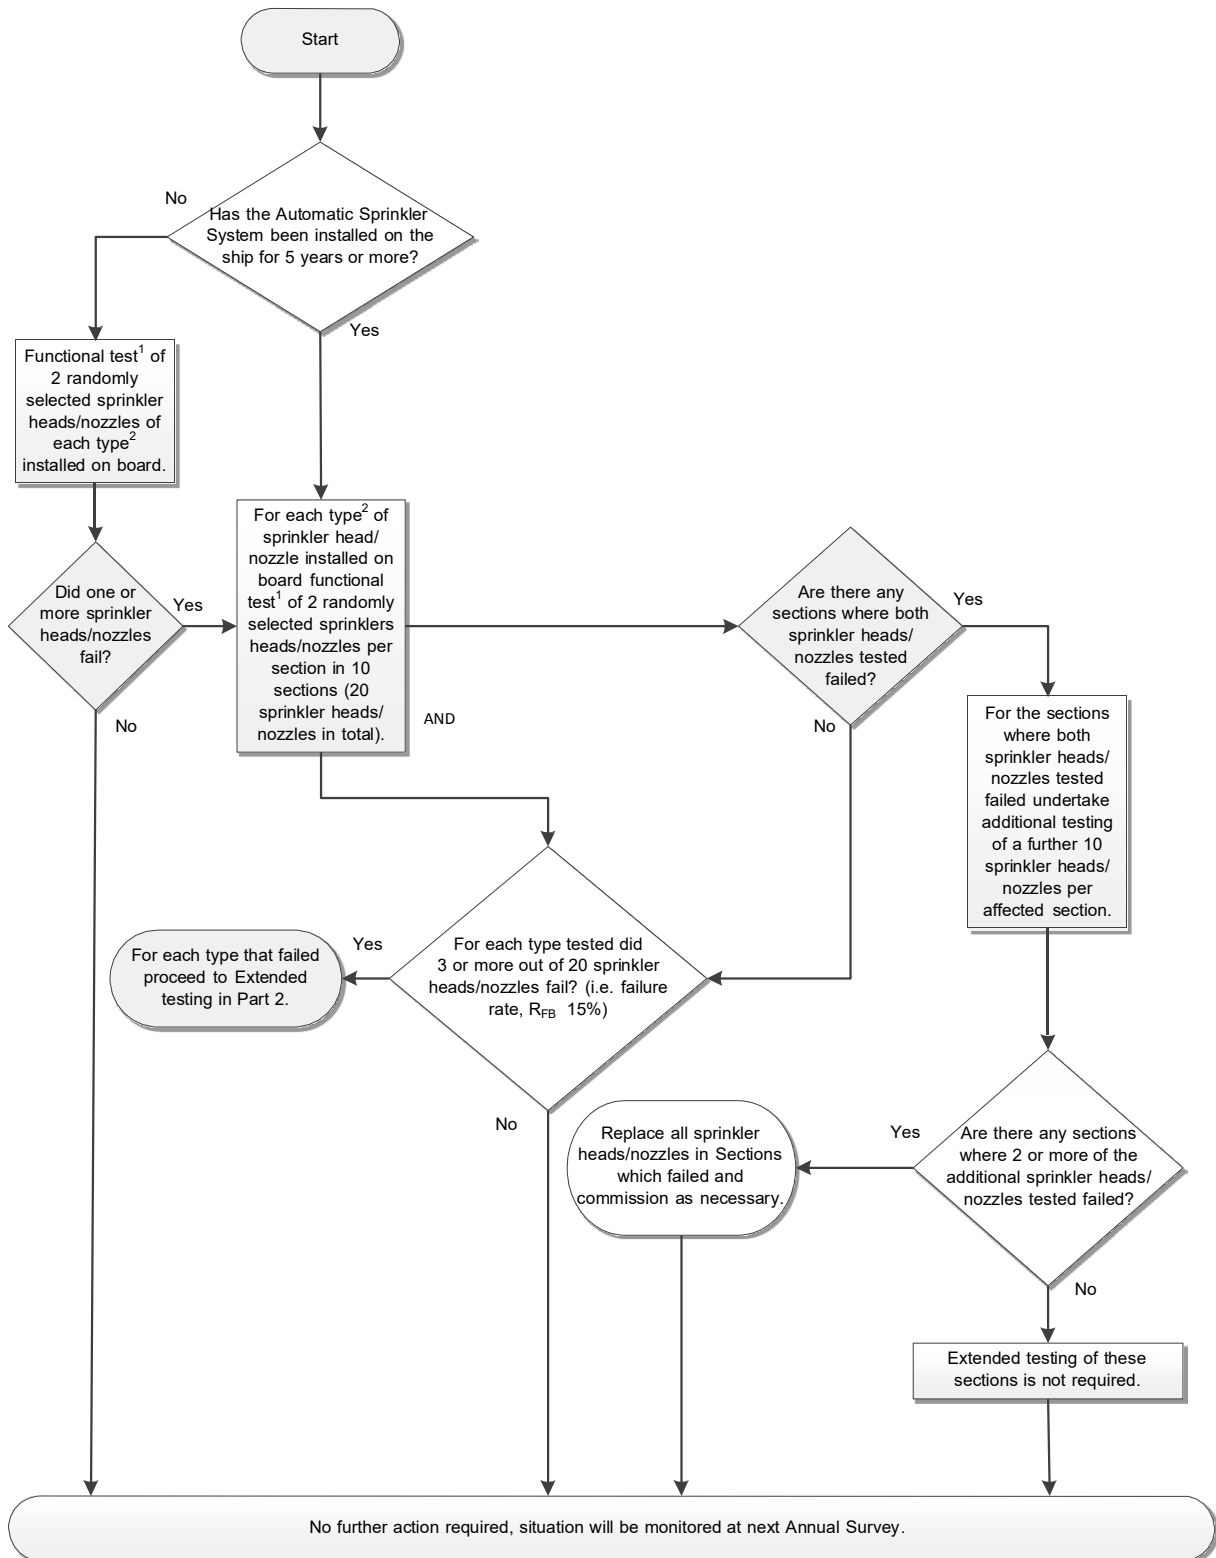 Start
No
Has the Automatic Sprinkler
System been installed on the
ship for 5 years or more?
Yes
Functional test¹ of
2 randomly
selected sprinkler
heads/nozzles of
each type²
installed on board.
Did one or
more sprinkler
heads/nozzles
fail?
Yes
No
For each type² of
sprinkler head/
nozzle installed on
board functional
test¹ of 2 randomly
selected sprinklers
heads/nozzles per
section in 10
sections (20
sprinkler heads/
nozzles in total).
AND
Are there any
sections where both
sprinkler heads/
nozzles tested
failed?
Yes
No
For the sections
where both
sprinkler heads/
nozzles tested
failed undertake
additional testing
of a further 10
sprinkler heads/
nozzles per
affected section.
For each type tested did
3 or more out of 20 sprinkler
heads/nozzles fail? (i.e. failure
rate, R_FB 15%)
Yes
For each type that failed
proceed to Extended
testing in Part 2.
No
Are there any sections
where 2 or more of the
additional sprinkler heads/
nozzles tested failed?
Yes
Replace all sprinkler
heads/nozzles in Sections
which failed and
commission as necessary.
No
Extended testing of these
sections is not required.
No further action required, situation will be monitored at next Annual Survey.